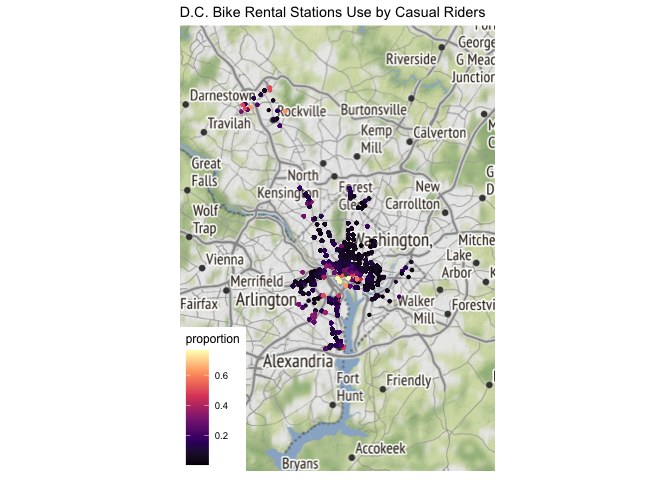 D.C. Bike Rental Stations Use by Casual Riders
George
Riverside
G Mead
Junction
Darnestown
Rockville
Burtonsville
Travilah
Kemp
Mill
Calverton
Great
Falls
North
Kensington
Forest
Glen
New
Carrollton
Wolf
Trap
Washington,
Mitche
Lake
Arbor
Vienna
Merrifield
Arlington
Fairfax
Walker
Mill
Forestvi
proportion
0.6
0.4
0.2
Alexandria
Fort
Hunt
Friendly
Accokeek
Bryans